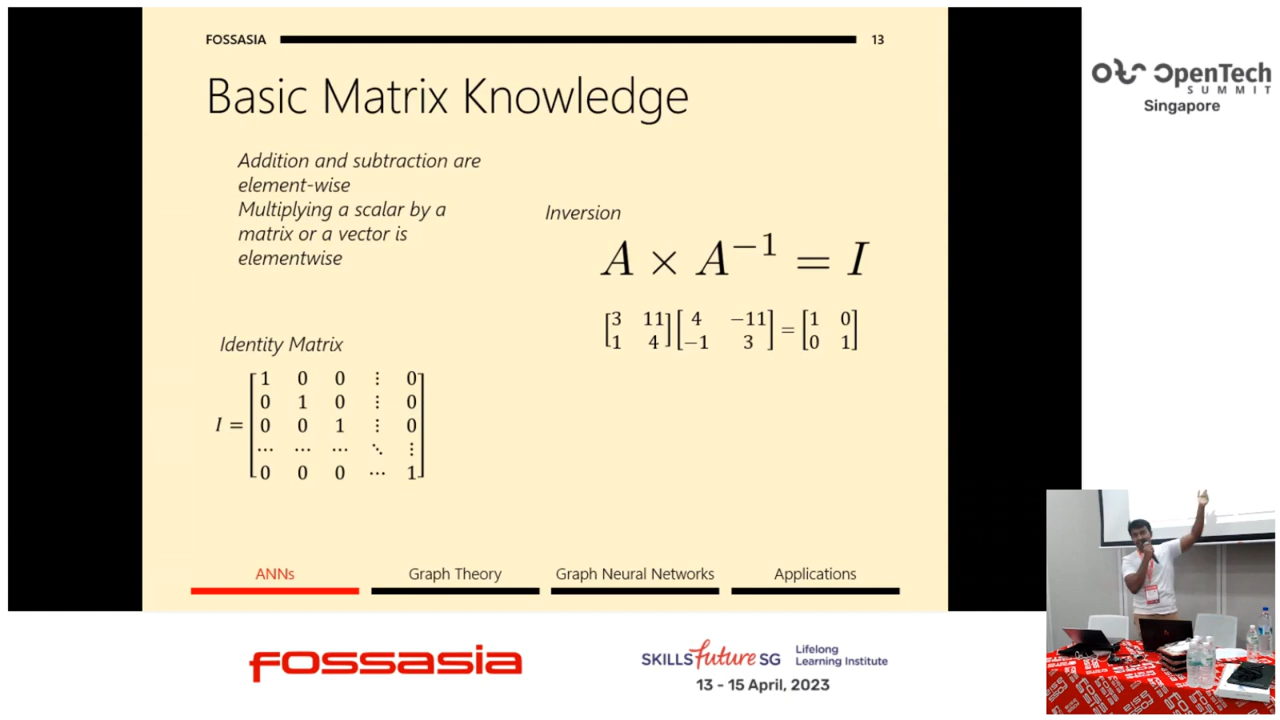 FOSSASIA
13
Basic Matrix Knowledge
Addition and subtraction are
element-wise
Multiplying a scalar by a
matrix or a vector is
elementwise
Identity Matrix
I =
1 0 0 ⋮ 0
0 1 0 ⋮ 0
0 0 1 ⋮ 0
⋯ ⋯ ⋯ ⋱ ⋮
0 0 0 ⋯ 1
Inversion
A × A⁻¹ = I
[3 11] [4 -11] = [1 0]
[1 4] [-1 3] [0 1]
ANNs
Graph Theory
Graph Neural Networks
Applications
OpenTech
SUMMIT
Singapore
FOSSASIA
SKILLSfuture SG
Lifelong
Learning Institute
13 - 15 April, 2023